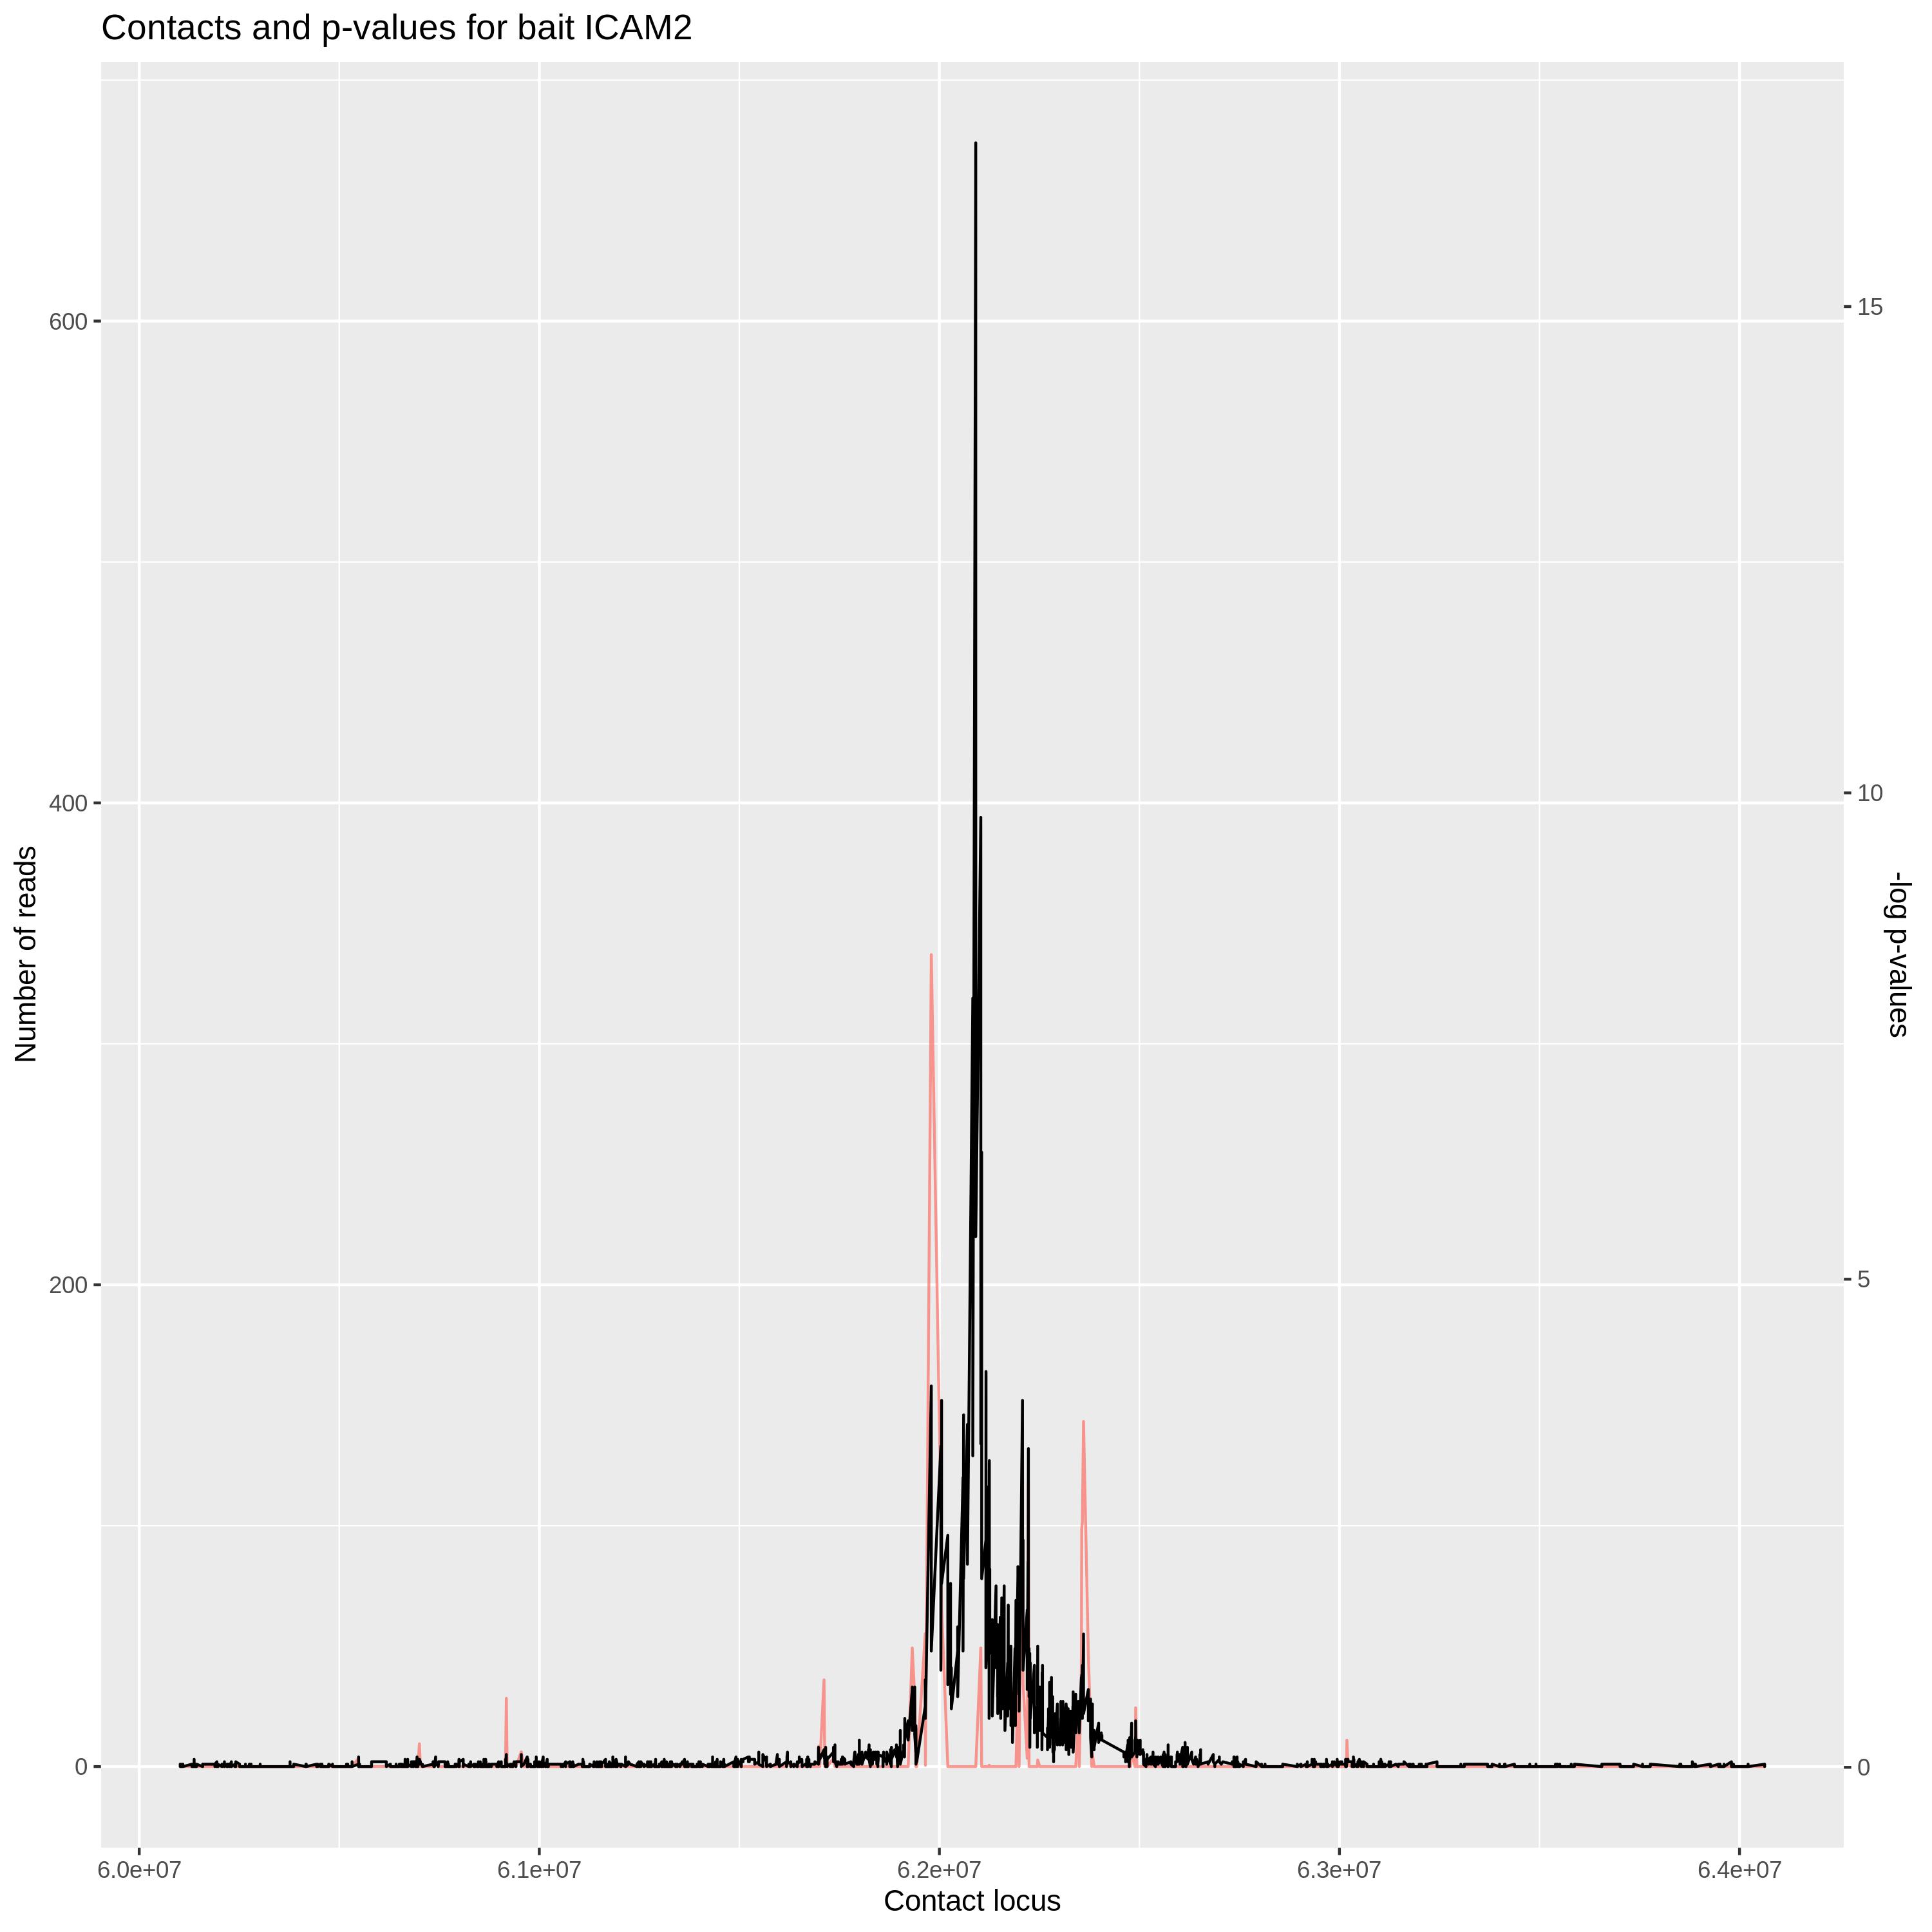 Contacts and p-values for bait ICAM2
600
400
200
0
Number of reads
15
10
5
0
-log p-values
6.0e+07
6.1e+07
6.2e+07
6.3e+07
6.4e+07
Contact locus